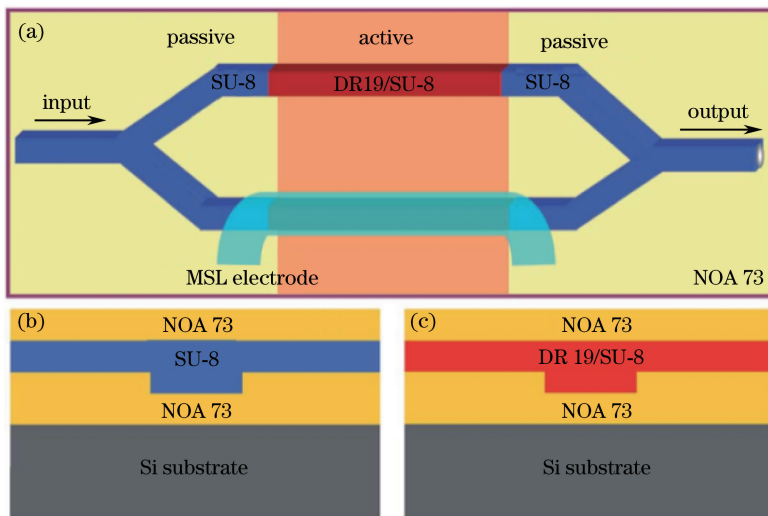 (a)
passive
active
passive
SU-8
DR19/SU-8
SU-8
input
output
MSL electrode
NOA 73
(b)
NOA 73
SU-8
NOA 73
Si substrate
(c)
NOA 73
DR 19/SU-8
NOA 73
Si substrate